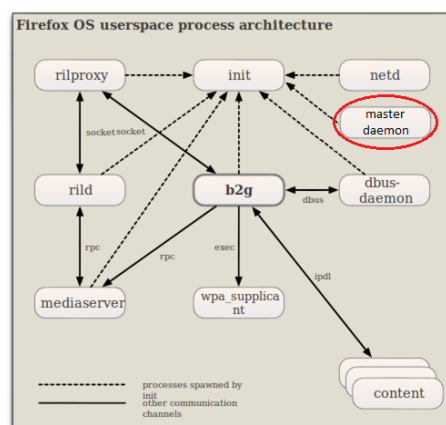 Firefox OS userspace process architecture
rilproxy
init
netd
master
daemon
socket
socket
rild
b2g
dbus
dbus-
daemon
rpc
rpc
exec
ipdl
mediaserver
wpa_supplica
nt
content
processes spawned by
init
other communication
channels